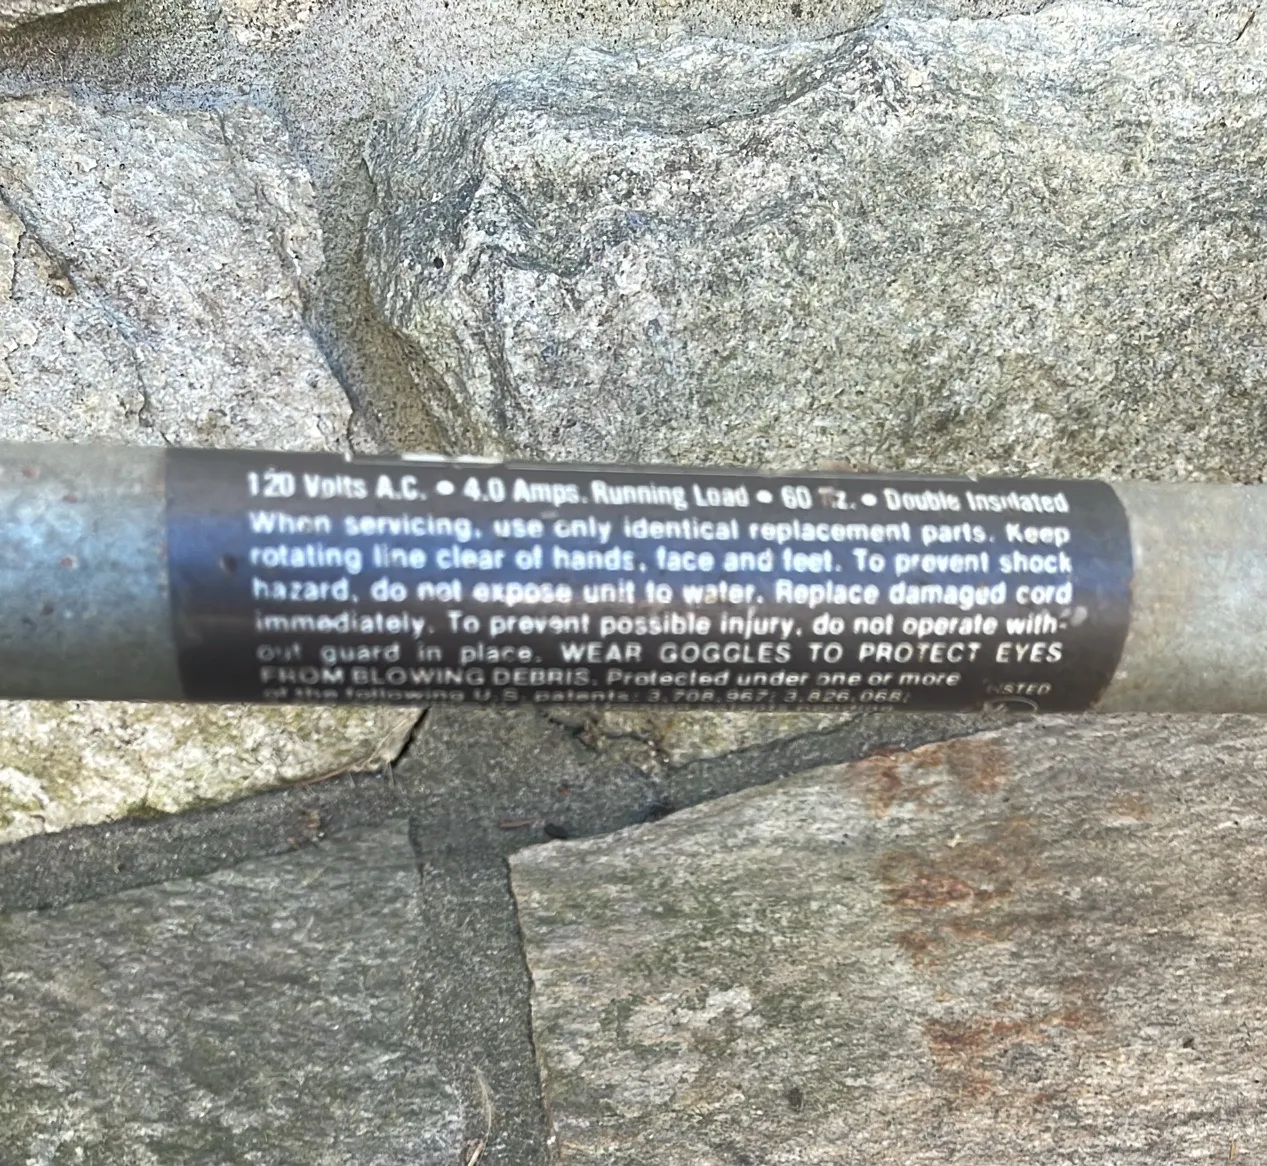 120 Volts A.C. • 4.0 Amps. Running Load • 60 Hz. • Double Insulated
When servicing, use only identical replacement parts. Keep
rotating line clear of hands, face and feet. To prevent shock
hazard, do not expose unit to water. Replace damaged cord
immediately. To prevent possible injury, do not operate with-
out guard in place. WEAR GOGGLES TO PROTECT EYES
FROM BLOWING DEBRIS. Protected under one or more
of the following U.S. patents: 3,708,967; 3,826,068;
LISTED